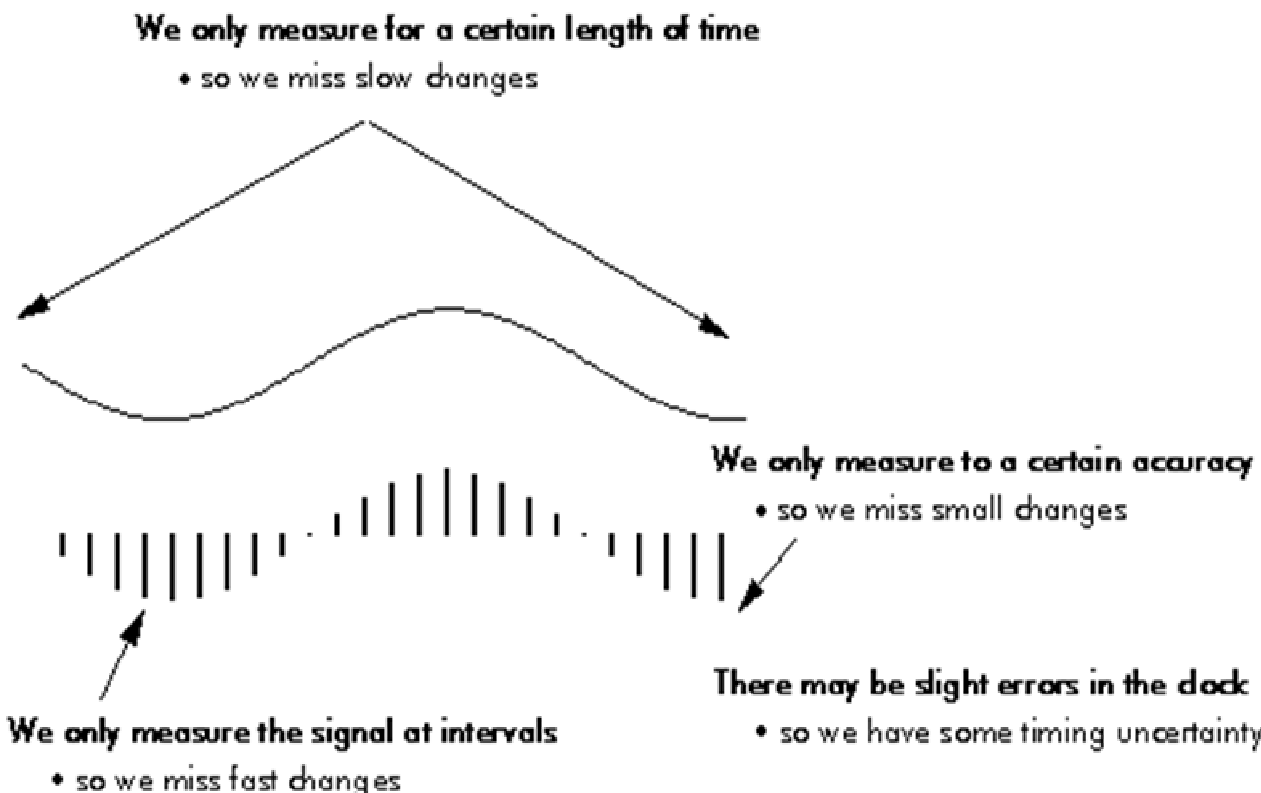 We only measure for a certain length of time
• so we miss slow changes
We only measure to a certain accuracy
• so we miss small changes
There may be slight errors in the clock
• so we have some timing uncertainty
We only measure the signal at intervals
• so we miss fast changes